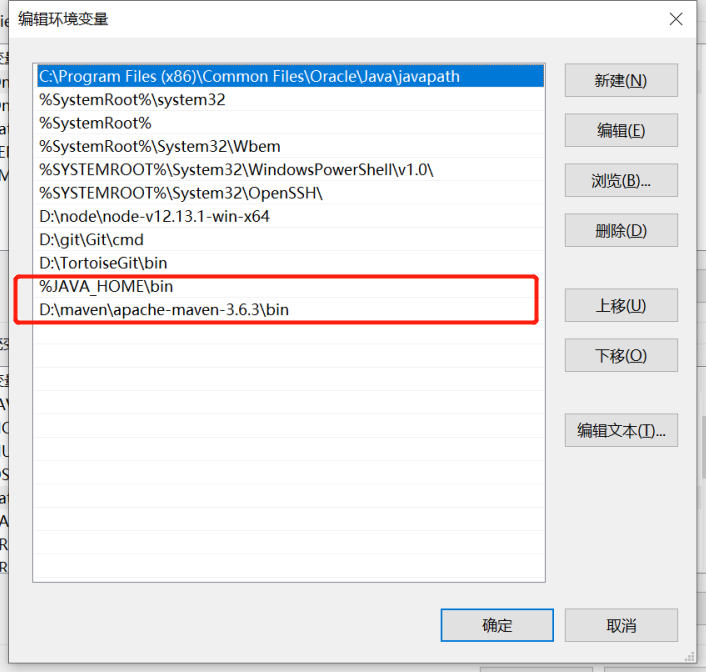 编辑环境变量
C:\Program Files (x86)\Common Files\Oracle\Java\javapath
%SystemRoot%\system32
%SystemRoot%
%SystemRoot%\System32\Wbem
%SYSTEMROOT%\System32\WindowsPowerShell\v1.0\
%SYSTEMROOT%\System32\OpenSSH\
D:\node\node-v12.13.1-win-x64
D:\git\Git\cmd
D:\TortoiseGit\bin
%JAVA_HOME\bin
D:\maven\apache-maven-3.6.3\bin
新建(N)
编辑(E)
浏览(B)...
删除(D)
上移(U)
下移(O)
编辑文本(T)...
确定
取消